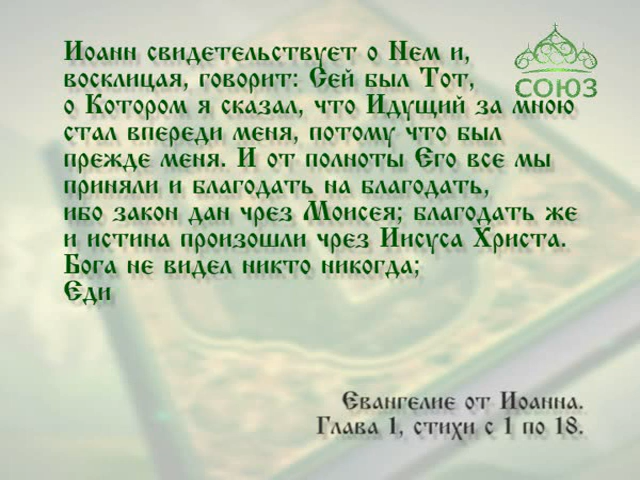 Иоанн свидетельствует о Нем и,
восклицая, говорит: Сей был Тот,
о Котором я сказал, что Идущий за мною
стал впереди меня, потому что был
прежде меня. И от полноты Его все мы
приняли и благодать на благодать,
ибо закон дан чрез Моисея; благодать же
и истина произошли чрез Иисуса Христа.
Бога не видел никто никогда;
Еди
СОЮЗ
Евангелие от Иоанна.
Глава 1, стихи с 1 по 18.